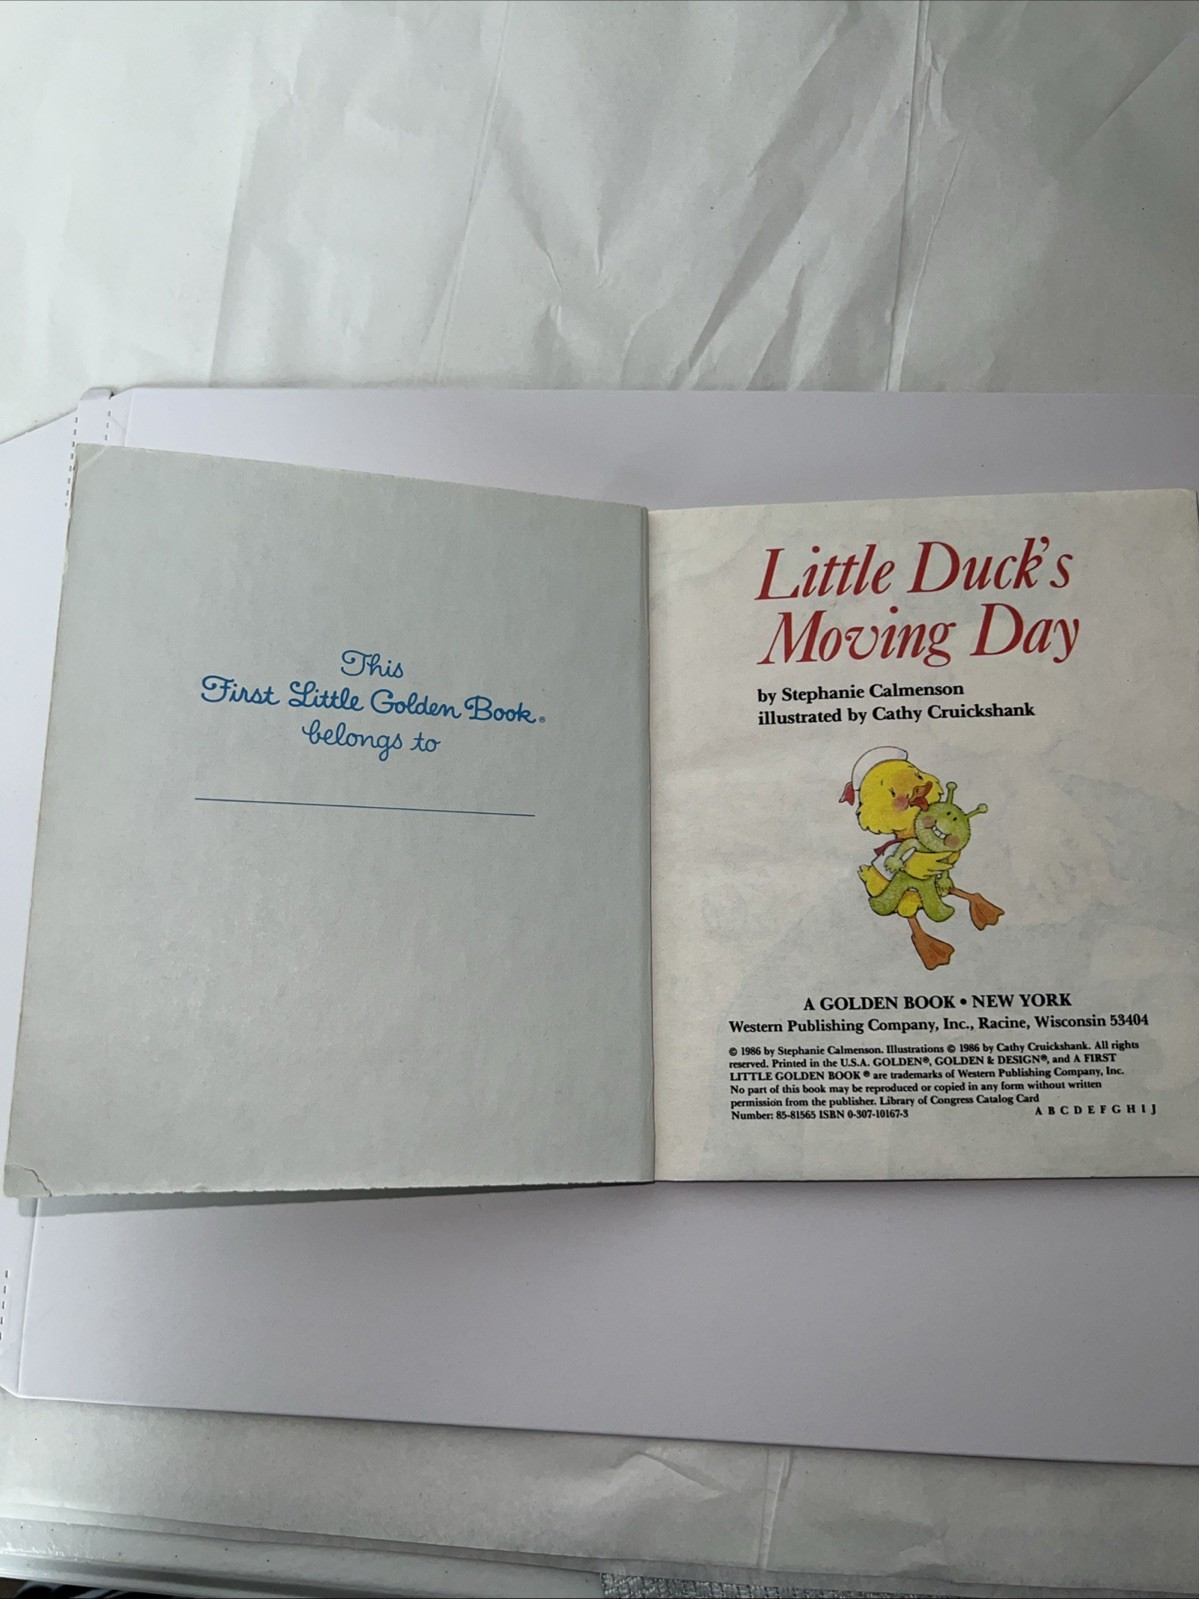 This
First Little Golden Book®
belongs to
Little Duck's
Moving Day
by Stephanie Calmenson
illustrated by Cathy Cruickshank
A GOLDEN BOOK • NEW YORK
Western Publishing Company, Inc., Racine, Wisconsin 53404
© 1986 by Stephanie Calmenson. Illustrations © 1986 by Cathy Cruickshank. All rights
reserved. Printed in the U.S.A. GOLDEN®, GOLDEN & DESIGN®, and A FIRST
LITTLE GOLDEN BOOK ® are trademarks of Western Publishing Company, Inc.
No part of this book may be reproduced or copied in any form without written
permission from the publisher. Library of Congress Catalog Card
Number: 85-81565 ISBN 0-307-10167-3
A B C D E F G H I J